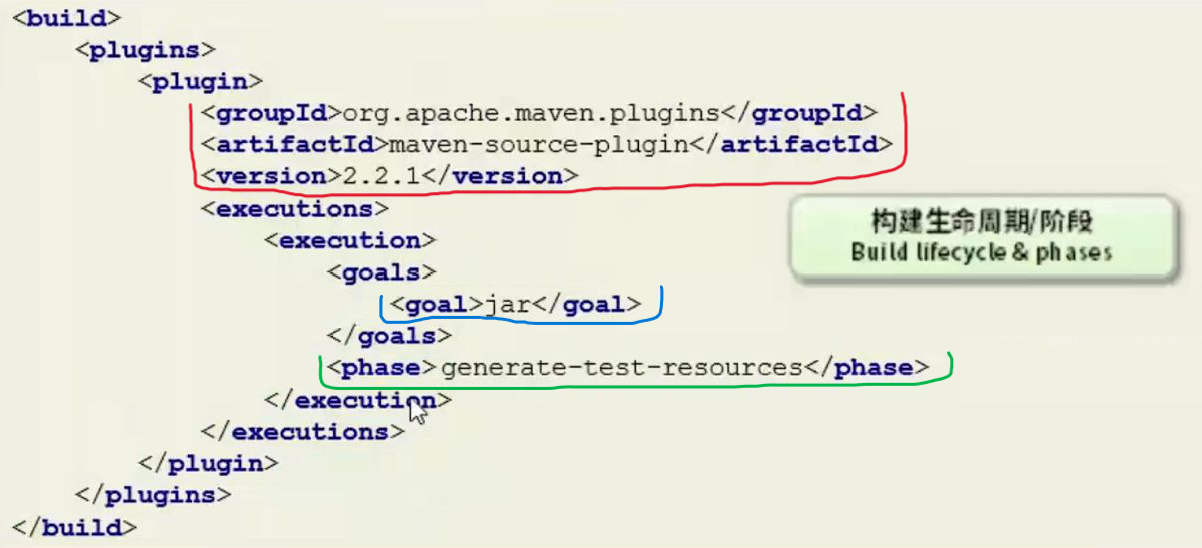 <build>
<plugins>
<plugin>
<groupId>org.apache.maven.plugins</groupId>
<artifactId>maven-source-plugin</artifactId>
<version>2.2.1</version>
<executions>
<execution>
<goals>
<goal>jar</goal>
</goals>
<phase>generate-test-resources</phase>
</execution>
</executions>
</plugin>
</plugins>
</build>
构建生命周期/阶段
Build lifecycle & phases